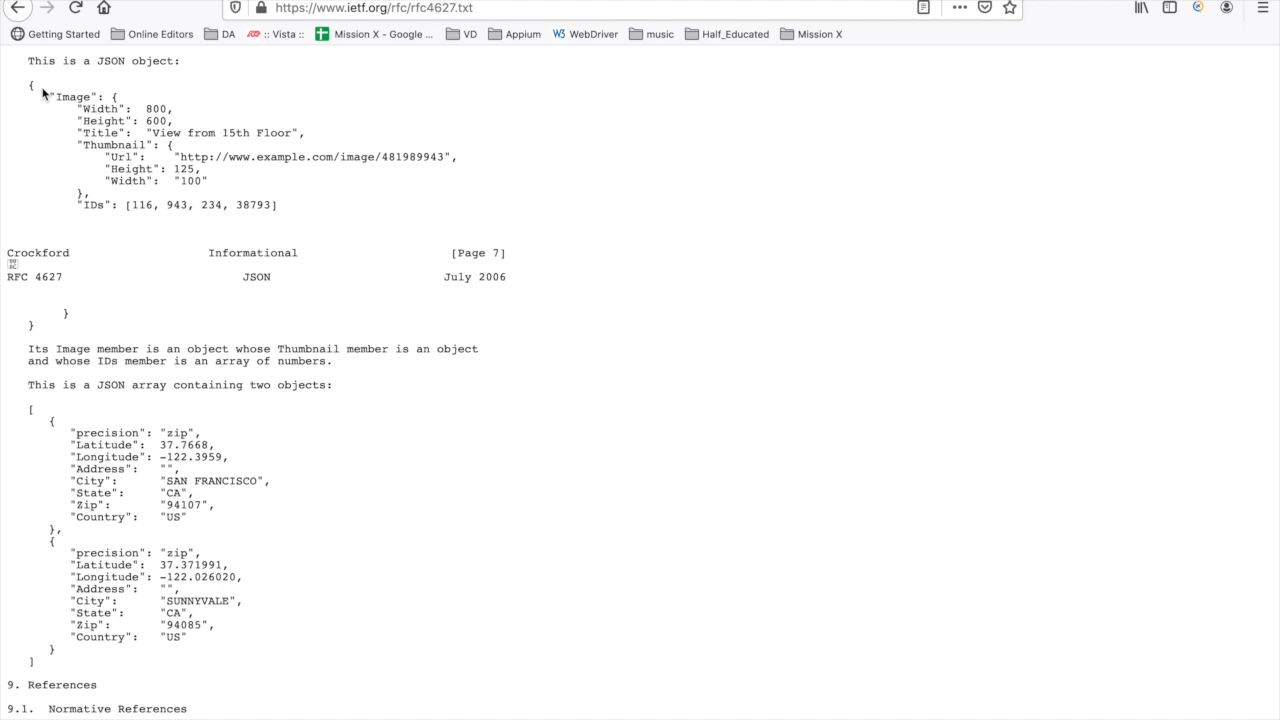 https://www.ietf.org/rfc/rfc4627.txt
Getting Started Online Editors DA :: Vista :: Mission X - Google ... VD Appium W3 WebDriver music Half_Educated Mission X
This is a JSON object:
{
"Image": {
"Width": 800,
"Height": 600,
"Title": "View from 15th Floor",
"Thumbnail": {
"Url": "http://www.example.com/image/481989943",
"Height": 125,
"Width": "100"
},
"IDs": [116, 943, 234, 38793]
Crockford Informational [Page 7]
RFC 4627 JSON July 2006
}
}
Its Image member is an object whose Thumbnail member is an object
and whose IDs member is an array of numbers.
This is a JSON array containing two objects:
[
{
"precision": "zip",
"Latitude": 37.7668,
"Longitude": -122.3959,
"Address": "",
"City": "SAN FRANCISCO",
"State": "CA",
"Zip": "94107",
"Country": "US"
},
{
"precision": "zip",
"Latitude": 37.371991,
"Longitude": -122.026020,
"Address": "",
"City": "SUNNYVALE",
"State": "CA",
"Zip": "94085",
"Country": "US"
}
]
9. References
9.1. Normative References